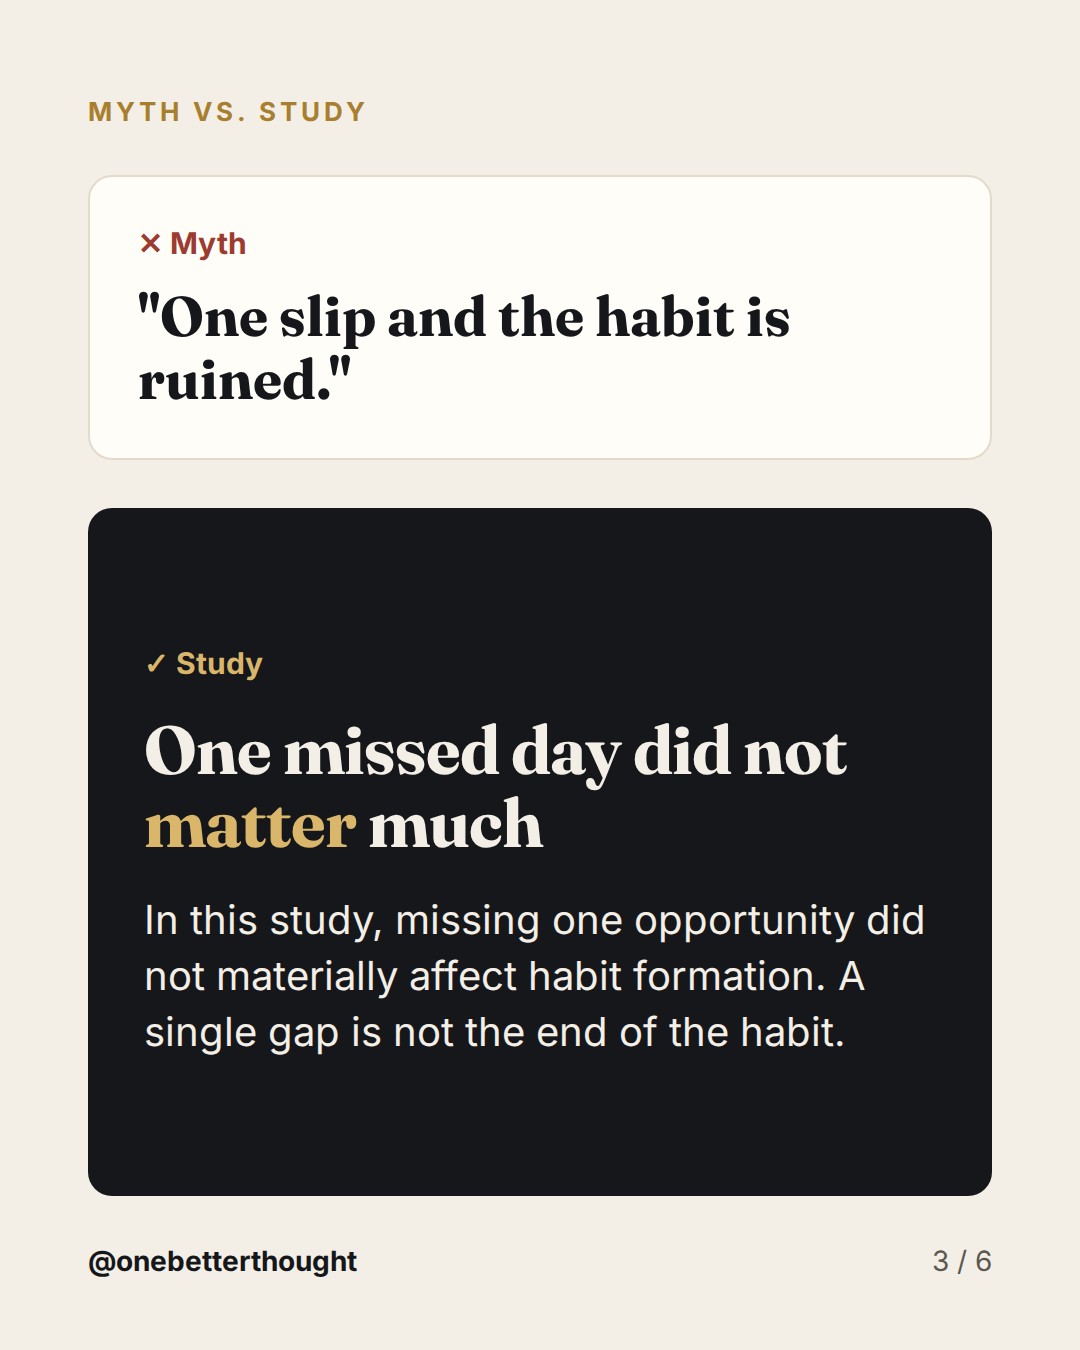 MYTH VS. STUDY
✕ Myth
"One slip and the habit is
ruined."
✓ Study
One missed day did not
matter much
In this study, missing one opportunity did
not materially affect habit formation. A
single gap is not the end of the habit.
@onebetterthought
3 / 6